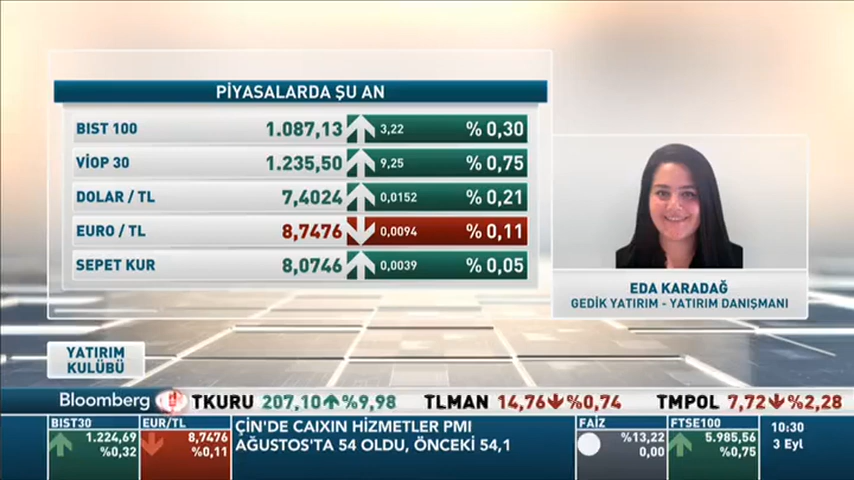 PİYASALARDA ŞU AN
BIST 100 1.087,13 3,22 % 0,30
VİOP 30 1.235,50 9,25 % 0,75
DOLAR / TL 7,4024 0,0152 % 0,21
EURO / TL 8,7476 0,0094 % 0,11
SEPET KUR 8,0746 0,0039 % 0,05
EDA KARADAĞ
GEDİK YATIRIM - YATIRIM DANIŞMANI
YATIRIM
KULÜBÜ
Bloomberg HT TKURU 207,10 %9,98 TLMAN 14,76 %0,74 TMPOL 7,72 %2,28
BIST30
1.224,69
%0,32
EUR/TL
8,7476
%0,11
ÇİN'DE CAIXIN HİZMETLER PMI
AĞUSTOS'TA 54 OLDU, ÖNCEKİ 54,1
FAİZ
%13,22
0,00
FTSE100
5.985,56
%0,75
10:30
3 Eyl